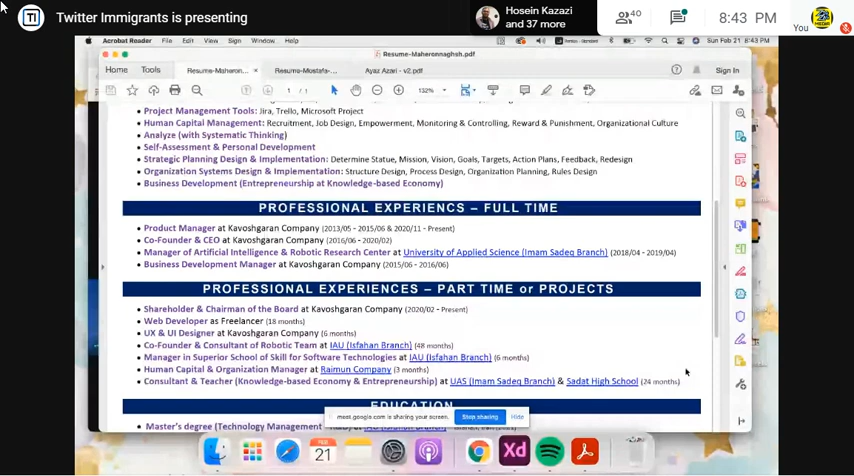 TI
Twitter Immigrants is presenting
Hosein Kazazi
and 37 more
40
8:43 PM
You
Acrobat Reader File Edit View Sign Window Help
Sun Feb 21 8:43 PM
Resume-Maheronnaghsh.pdf
Home Tools
Resume-Maheron... ×
Resume-Mostafa-...
Ayaz Azari - v2.pdf
Sign In
1 / 1
132%
• Project Management Tools: Jira, Trello, Microsoft Project
• Human Capital Management: Recruitment, Job Design, Empowerment, Monitoring & Controlling, Reward & Punishment, Organizational Culture
• Analyze (with Systematic Thinking)
• Self-Assessment & Personal Development
• Strategic Planning Design & Implementation: Determine Statue, Mission, Vision, Goals, Targets, Action Plans, Feedback, Redesign
• Organization Systems Design & Implementation: Structure Design, Process Design, Organization Planning, Rules Design
• Business Development (Entrepreneurship at Knowledge-based Economy)
PROFESSIONAL EXPERIENCS – FULL TIME
• Product Manager at Kavoshgaran Company (2013/05 - 2015/06 & 2020/11 - Present)
• Co-Founder & CEO at Kavoshgaran Company (2016/06 - 2020/02)
• Manager of Artificial Intelligence & Robotic Research Center at University of Applied Science (Imam Sadeq Branch) (2018/04 - 2019/04)
• Business Development Manager at Kavoshgaran Company (2015/06 - 2016/06)
PROFESSIONAL EXPERIENCES – PART TIME or PROJECTS
• Shareholder & Chairman of the Board at Kavoshgaran Company (2020/02 - Present)
• Web Developer as Freelancer (18 months)
• UX & UI Designer at Kavoshgaran Company (6 months)
• Co-Founder & Consultant of Robotic Team at IAU (Isfahan Branch) (48 months)
• Manager in Superior School of Skill for Software Technologies at IAU (Isfahan Branch) (6 months)
• Human Capital & Organization Manager at Raimun Company (3 months)
• Consultant & Teacher (Knowledge-based Economy & Entrepreneurship) at UAS (Imam Sadeq Branch) & Sadat High School (24 months)
EDUCATION
meet.google.com is sharing your screen. Stop sharing Hide
• Master's degree (Technology Management
FEB
21
Xd